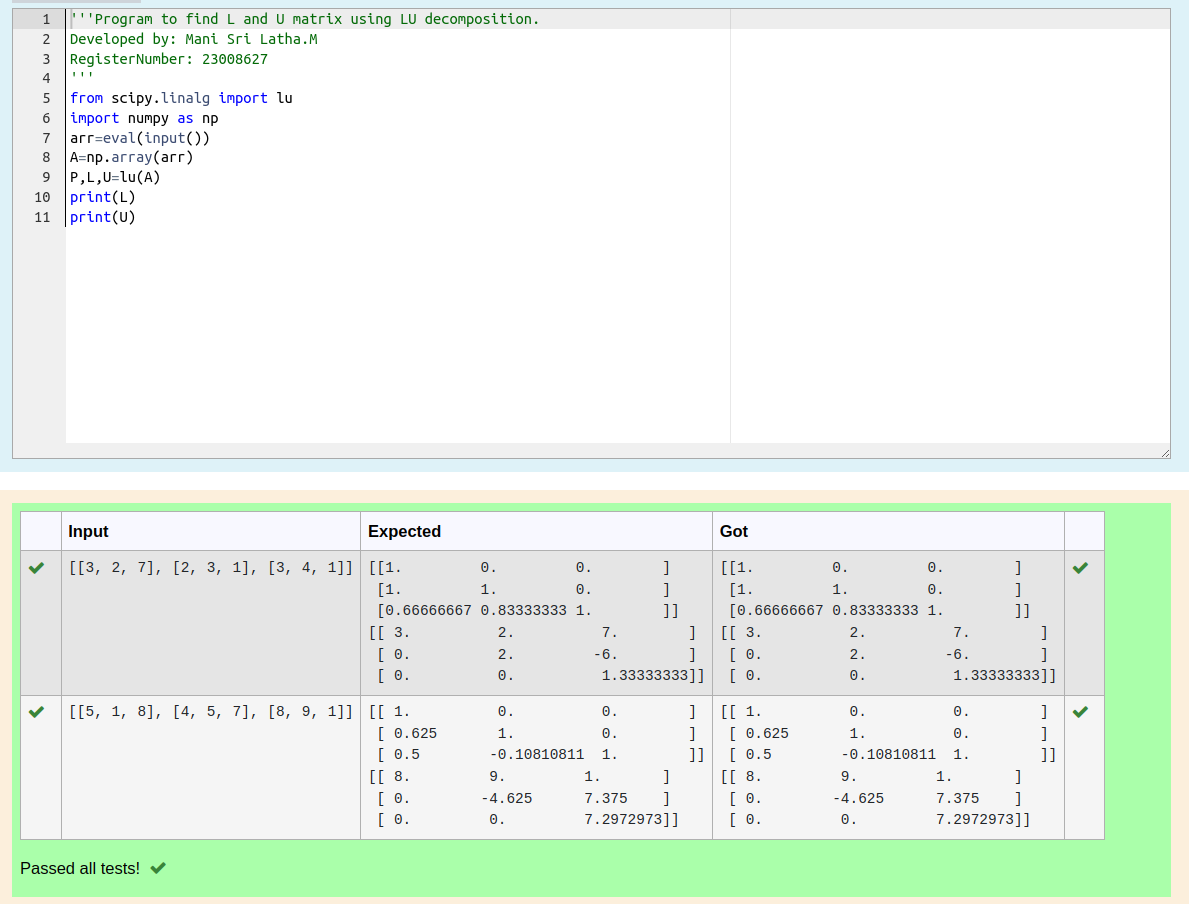 1 '''Program to find L and U matrix using LU decomposition.
2 Developed by: Mani Sri Latha.M
3 RegisterNumber: 23008627
4 '''
5 from scipy.linalg import lu
6 import numpy as np
7 arr=eval(input())
8 A=np.array(arr)
9 P,L,U=lu(A)
10 print(L)
11 print(U)
Input Expected Got
[[3, 2, 7], [2, 3, 1], [3, 4, 1]] [[1. 0. 0. ] [[1. 0. 0. ]
[1. 1. 0. ] [1. 1. 0. ]
[0.66666667 0.83333333 1. ]] [0.66666667 0.83333333 1. ]]
[[ 3. 2. 7. ] [[ 3. 2. 7. ]
[ 0. 2. -6. ] [ 0. 2. -6. ]
[ 0. 0. 1.33333333]] [ 0. 0. 1.33333333]]
[[5, 1, 8], [4, 5, 7], [8, 9, 1]] [[ 1. 0. 0. ] [[ 1. 0. 0. ]
[ 0.625 1. 0. ] [ 0.625 1. 0. ]
[ 0.5 -0.10810811 1. ]] [ 0.5 -0.10810811 1. ]]
[[ 8. 9. 1. ] [[ 8. 9. 1. ]
[ 0. -4.625 7.375 ] [ 0. -4.625 7.375 ]
[ 0. 0. 7.2972973]] [ 0. 0. 7.2972973]]
Passed all tests!